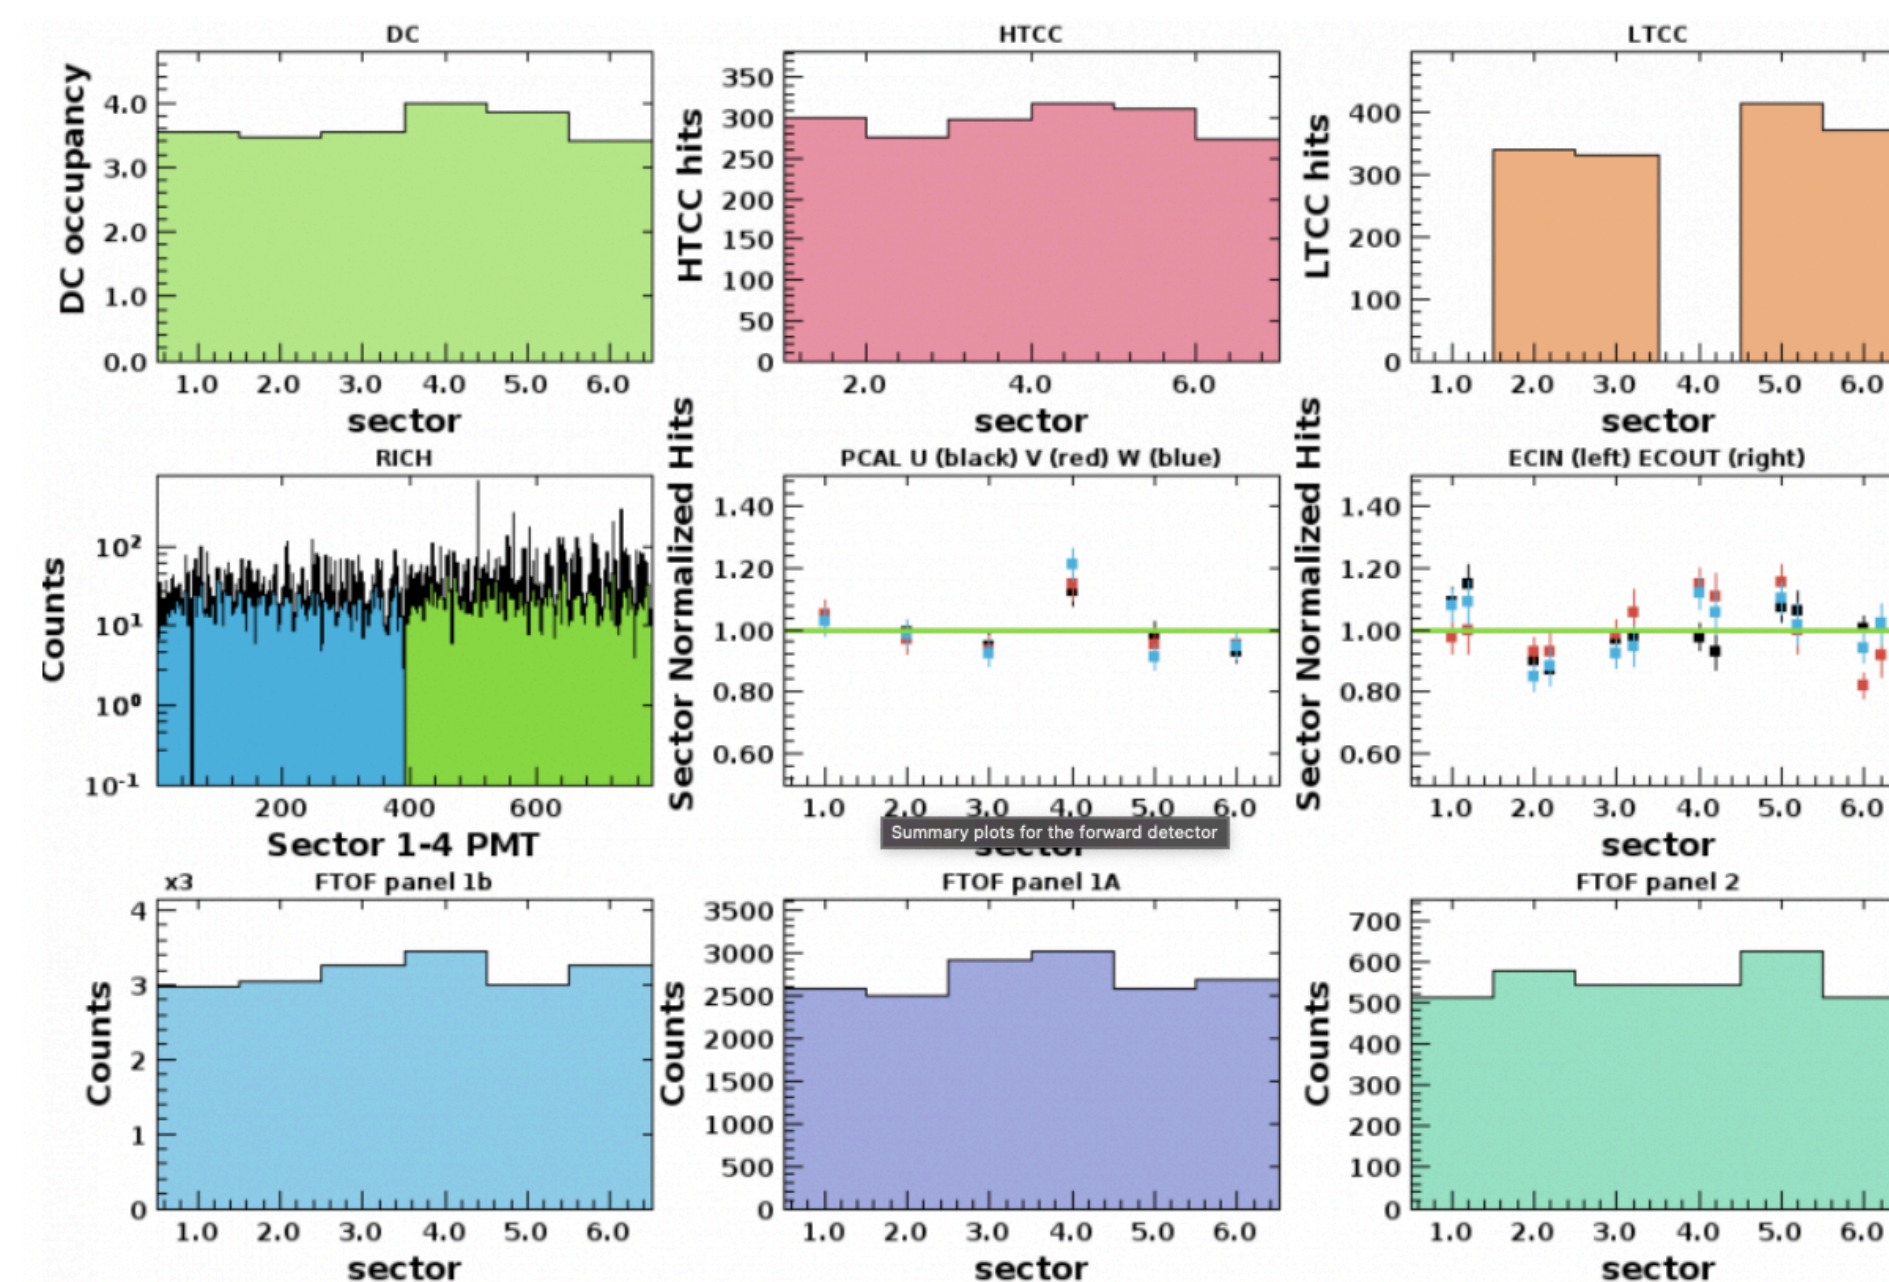 DC
DC occupancy
4.0
3.0
2.0
1.0
0.0
1.0 2.0 3.0 4.0 5.0 6.0
sector
HTCC
HTCC hits
350
300
250
200
150
100
50
0
2.0 4.0 6.0
sector
LTCC
LTCC hits
400
300
200
100
0
1.0 2.0 3.0 4.0 5.0 6.0
sector
RICH
Counts
10²
10¹
10⁰
10⁻¹
200 400 600
Sector 1-4 PMT
PCAL U (black) V (red) W (blue)
Sector Normalized Hits
1.40
1.20
1.00
0.80
0.60
1.0 2.0 3.0 4.0 5.0 6.0
Summary plots for the forward detector
sector
ECIN (left) ECOUT (right)
Sector Normalized Hits
1.40
1.20
1.00
0.80
0.60
1.0 2.0 3.0 4.0 5.0 6.0
sector
x3 FTOF panel 1b
Counts
4
3
2
1
0
1.0 2.0 3.0 4.0 5.0 6.0
sector
FTOF panel 1A
Counts
3500
3000
2500
2000
1500
1000
500
0
1.0 2.0 3.0 4.0 5.0 6.0
sector
FTOF panel 2
Counts
700
600
500
400
300
200
100
0
1.0 2.0 3.0 4.0 5.0 6.0
sector